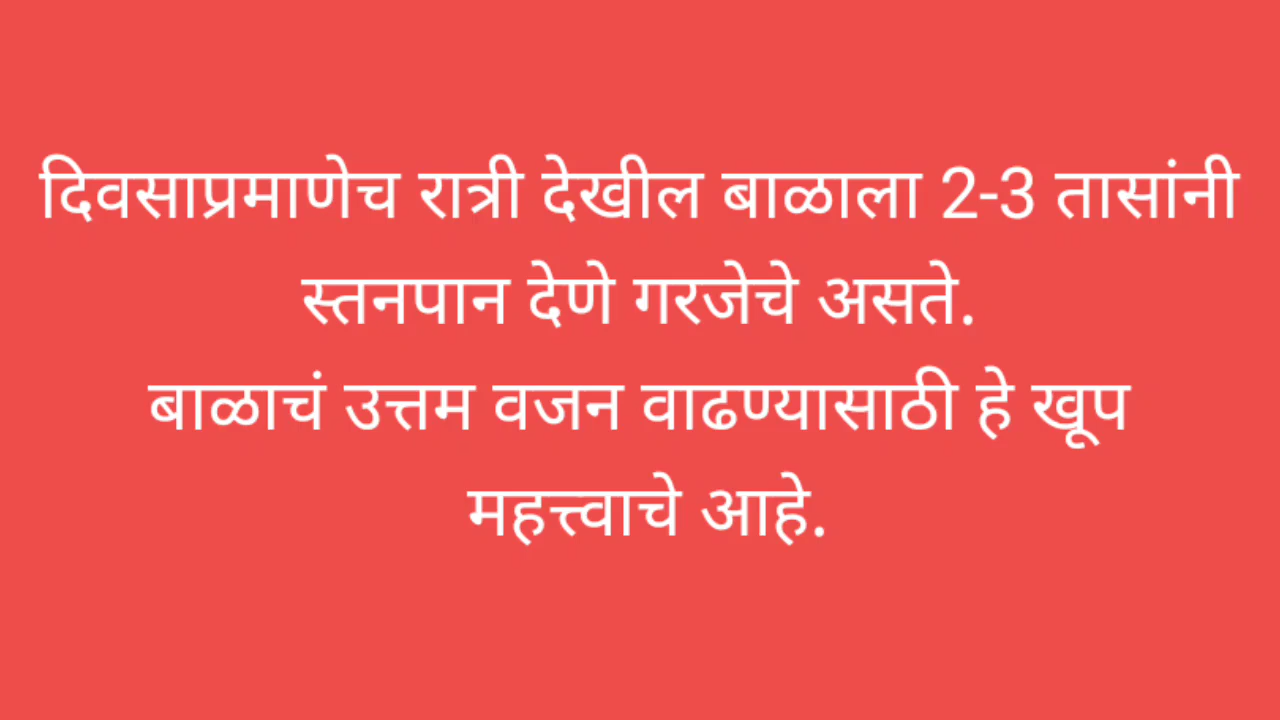 दिवसाप्रमाणेच रात्री देखील बाळाला 2-3 तासांनी
स्तनपान देणे गरजेचे असते.
बाळाचं उत्तम वजन वाढण्यासाठी हे खूप
महत्त्वाचे आहे.